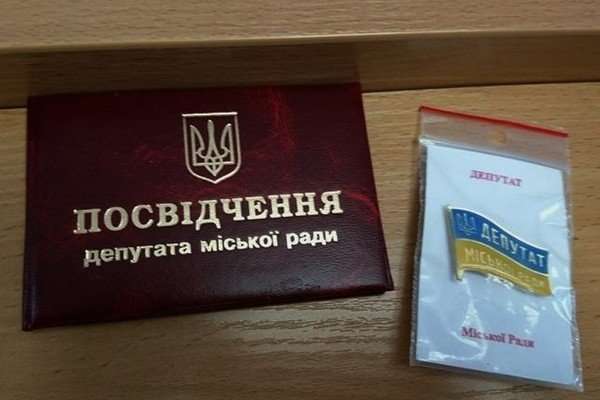 ПОСВІДЧЕННЯ
депутата міської ради
ДЕПУТАТ
ДЕПУТАТ
МІСЬКОЇ РАДИ
Міської Ради